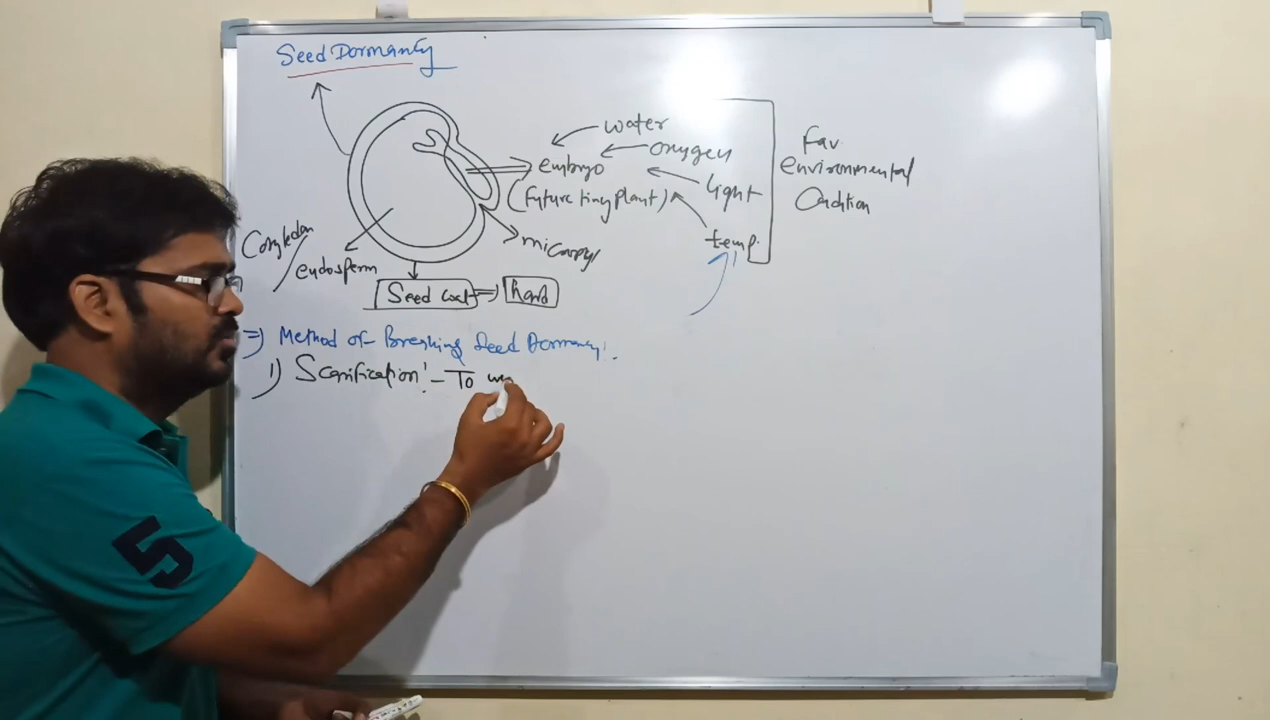 Seed Dormancy
water
oxygen
embryo
(future tiny plant)
light
temp.
Fav.
environmental
Condition
micropyl
Cotyledon
/
endosperm
Seed coat => hard
=> Method of Breaking Seed Dormancy:
1) Scarification:- To
5